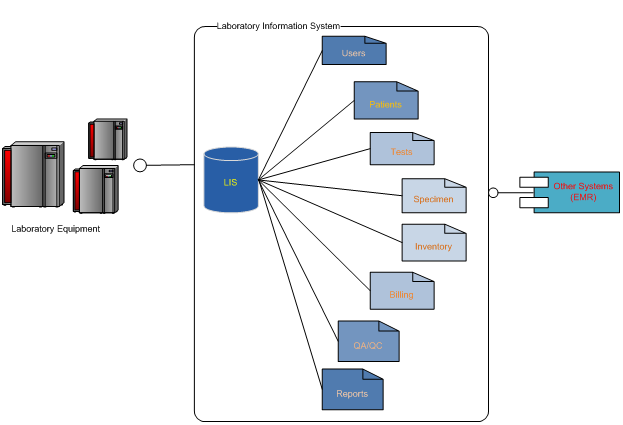 Laboratory Information System
Users
Patients
Tests
LIS
Specimen
Other Systems
(EMR)
Laboratory Equipment
Inventory
Billing
QA/QC
Reports